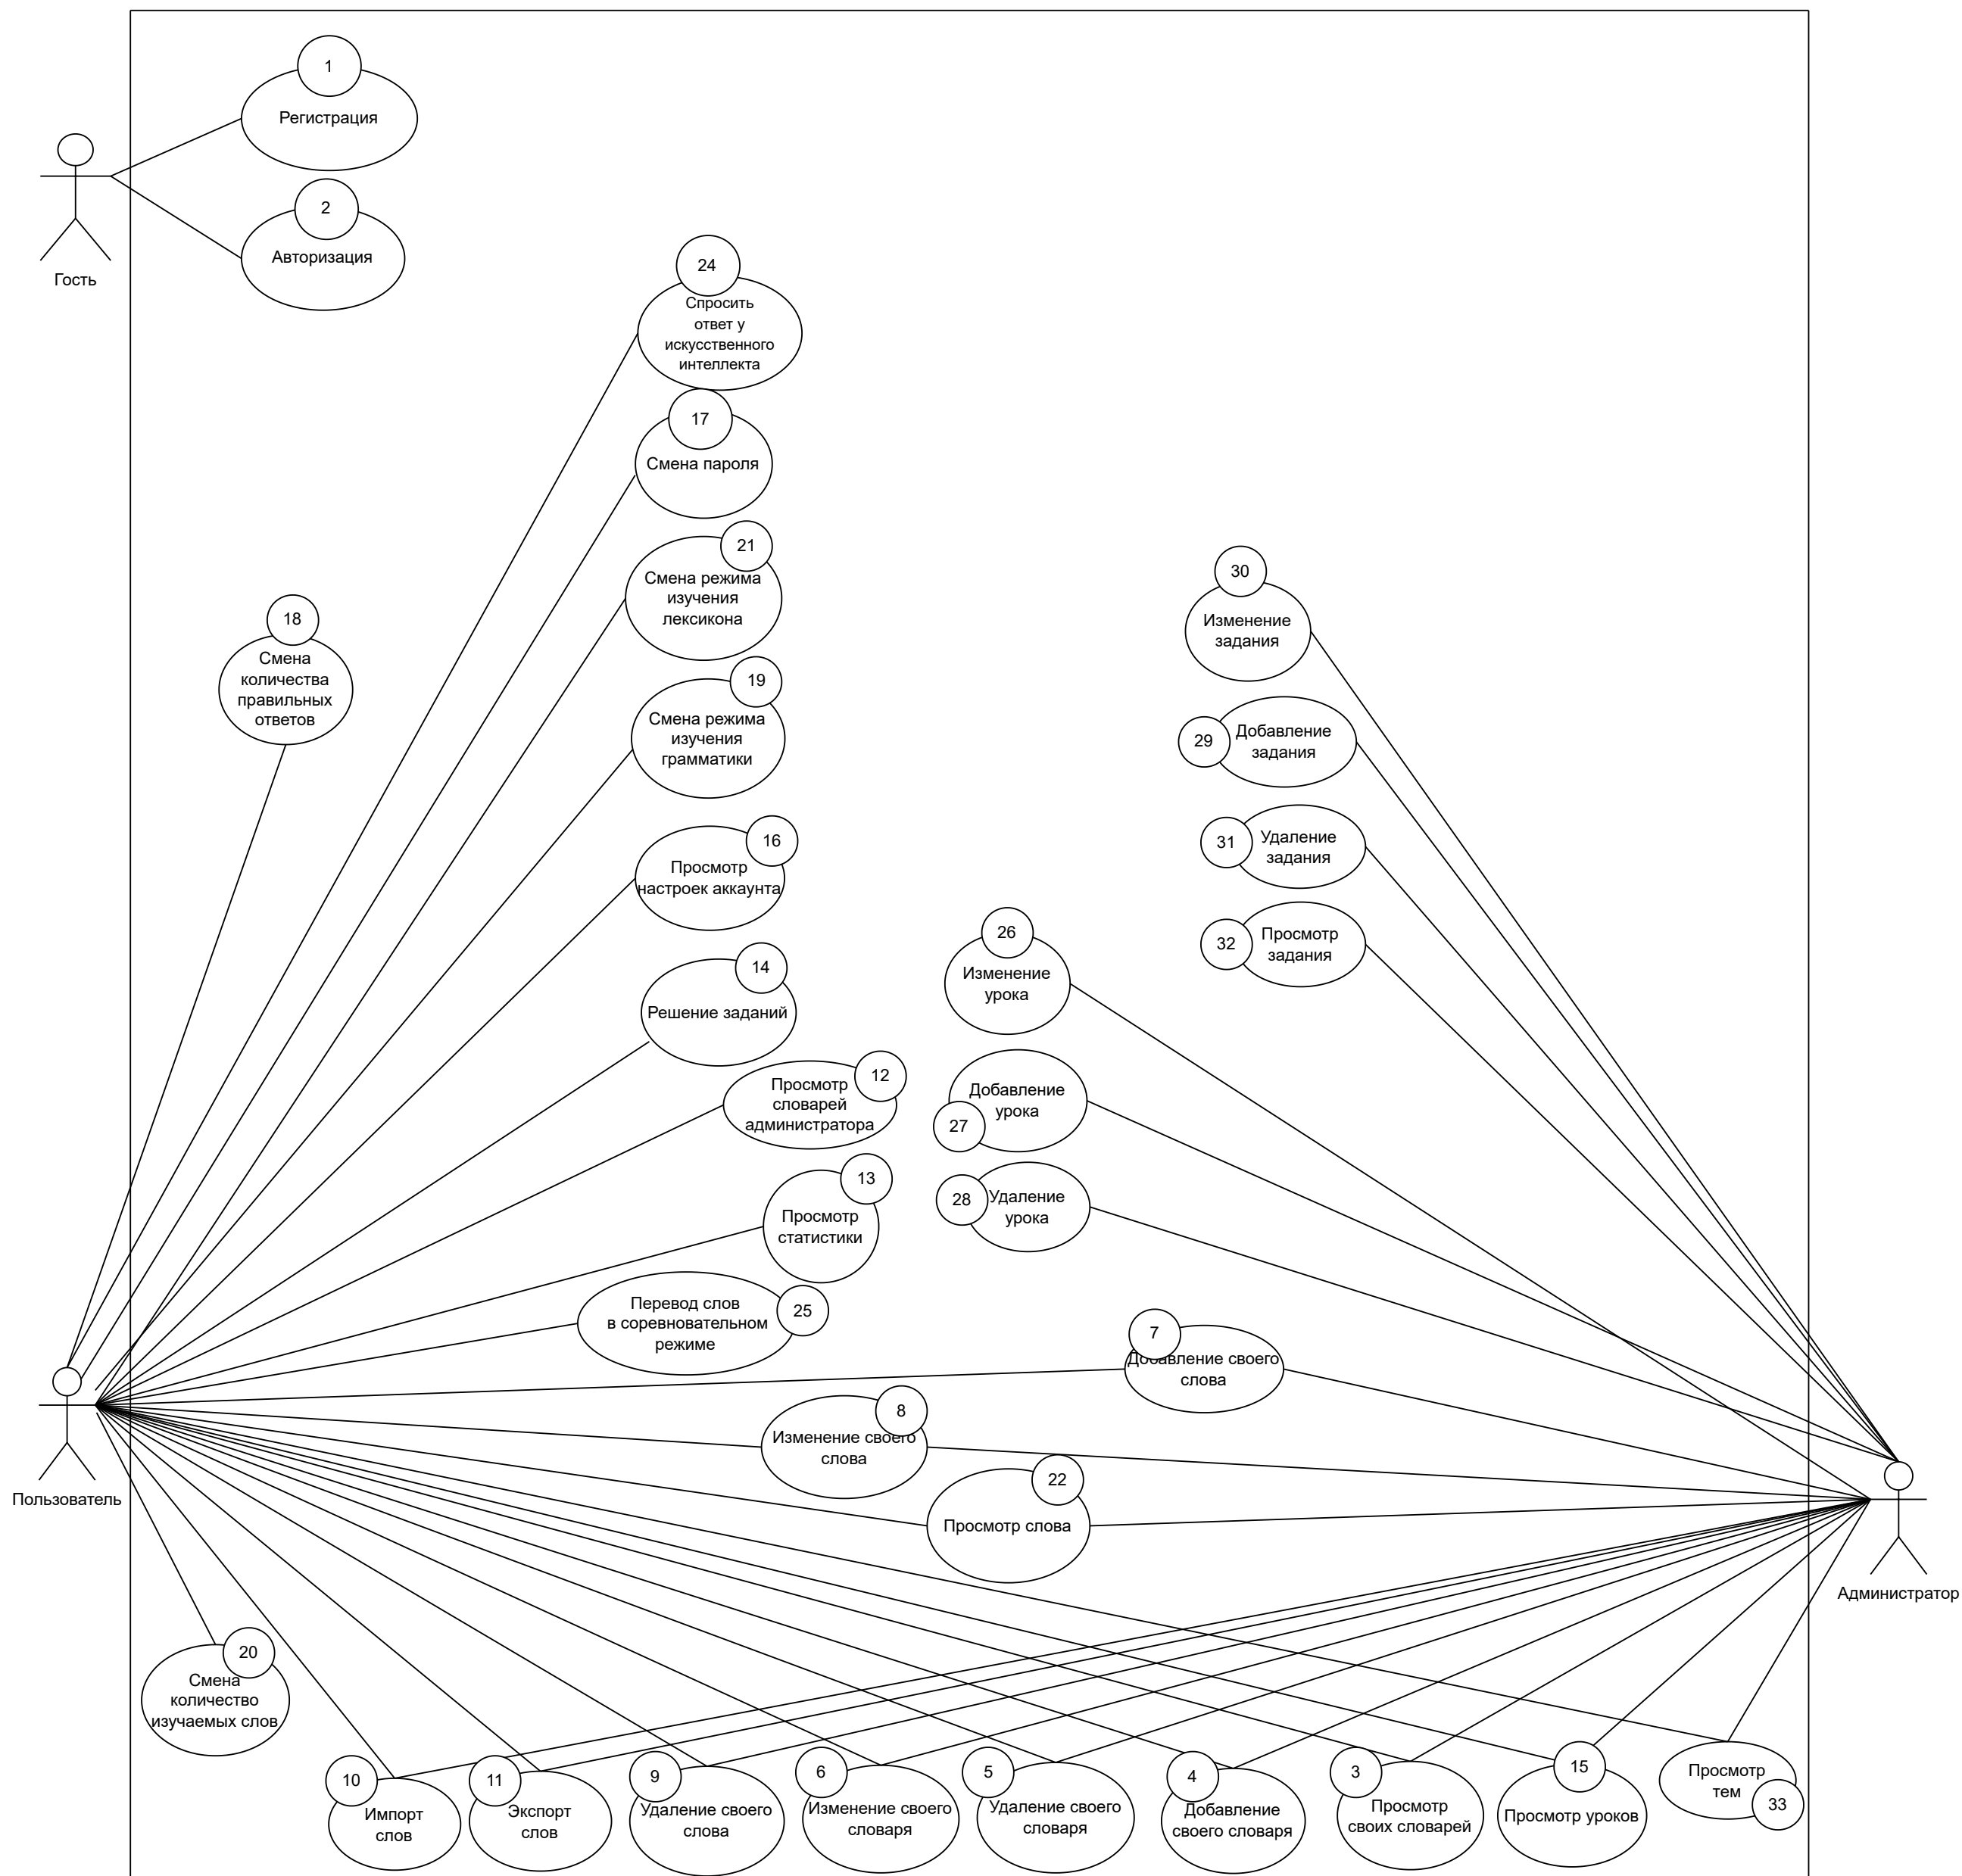 1
Регистрация
2
Авторизация
Гость
24
Спросить
ответ у
искусственного
интеллекта
17
Смена пароля
21
Смена режима
изучения
лексикона
18
Смена
количества
правильных
ответов
19
Смена режима
изучения
грамматики
16
Просмотр
настроек аккаунта
14
Решение заданий
12
Просмотр
словарей
администратора
13
Просмотр
статистики
25
Перевод слов
в соревновательном
режиме
30
Изменение
задания
29
Добавление
задания
31
Удаление
задания
32
Просмотр
задания
26
Изменение
урока
Добавление
урока
27
28
Удаление
урока
7
Добавление своего
слова
8
Изменение своего
слова
22
Просмотр слова
Пользователь
Администратор
20
Смена
количество
изучаемых слов
10
Импорт
слов
11
Экспорт
слов
9
Удаление своего
слова
6
Изменение своего
словаря
5
Удаление своего
словаря
4
Добавление
своего словаря
3
Просмотр
своих словарей
15
Просмотр уроков
Просмотр
тем
33